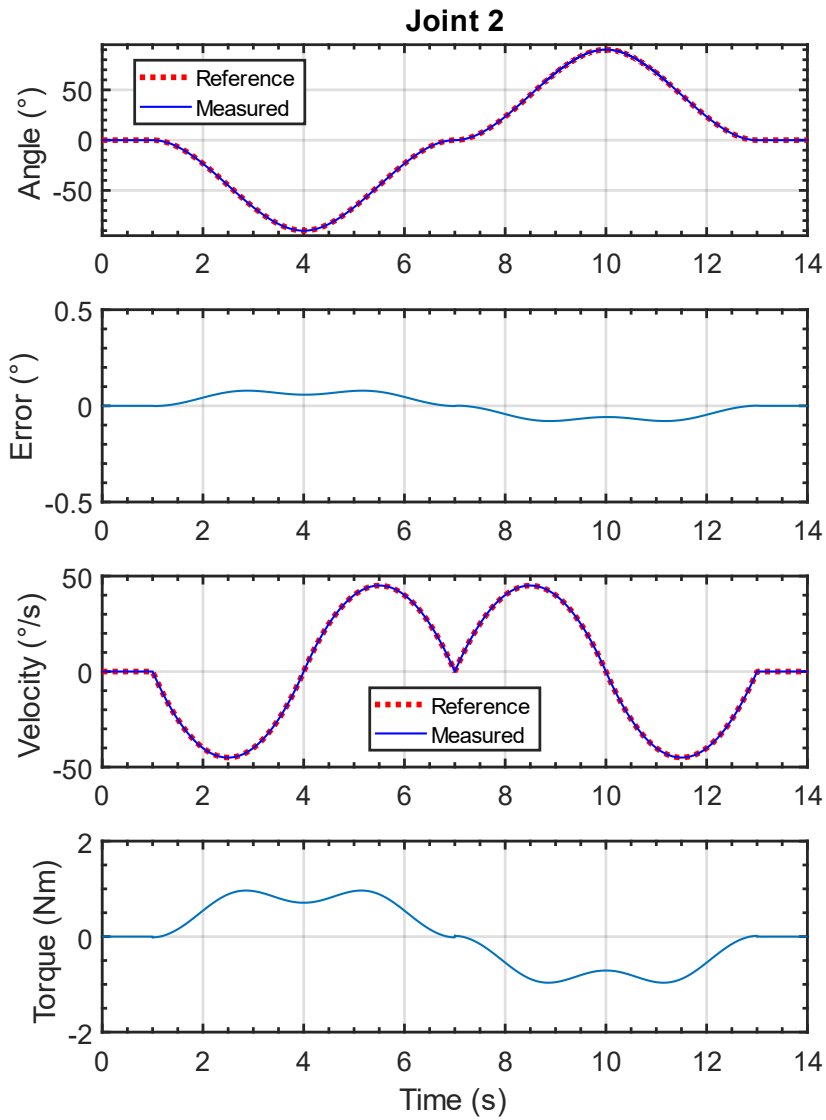 Joint 2
Reference
Measured
Angle (°)
50
0
-50
0 2 4 6 8 10 12 14
Error (°)
0.5
0
-0.5
0 2 4 6 8 10 12 14
Velocity (°/s)
50
0
-50
Reference
Measured
0 2 4 6 8 10 12 14
Torque (Nm)
2
0
-2
0 2 4 6 8 10 12 14
Time (s)